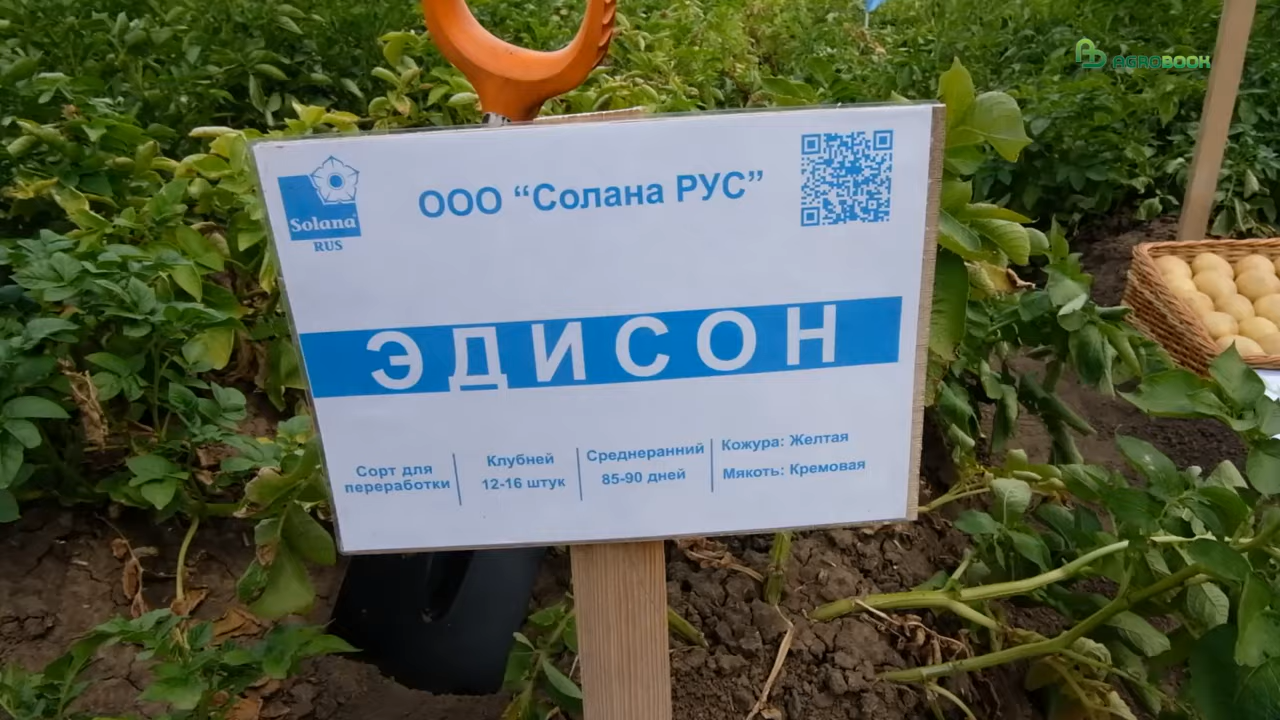 AGROBOOK
Solana
RUS
ООО “Солана РУС”
ЭДИСОН
Сорт для
переработки
Клубней
12-16 штук
Среднеранний
85-90 дней
Кожура: Желтая
Мякоть: Кремовая